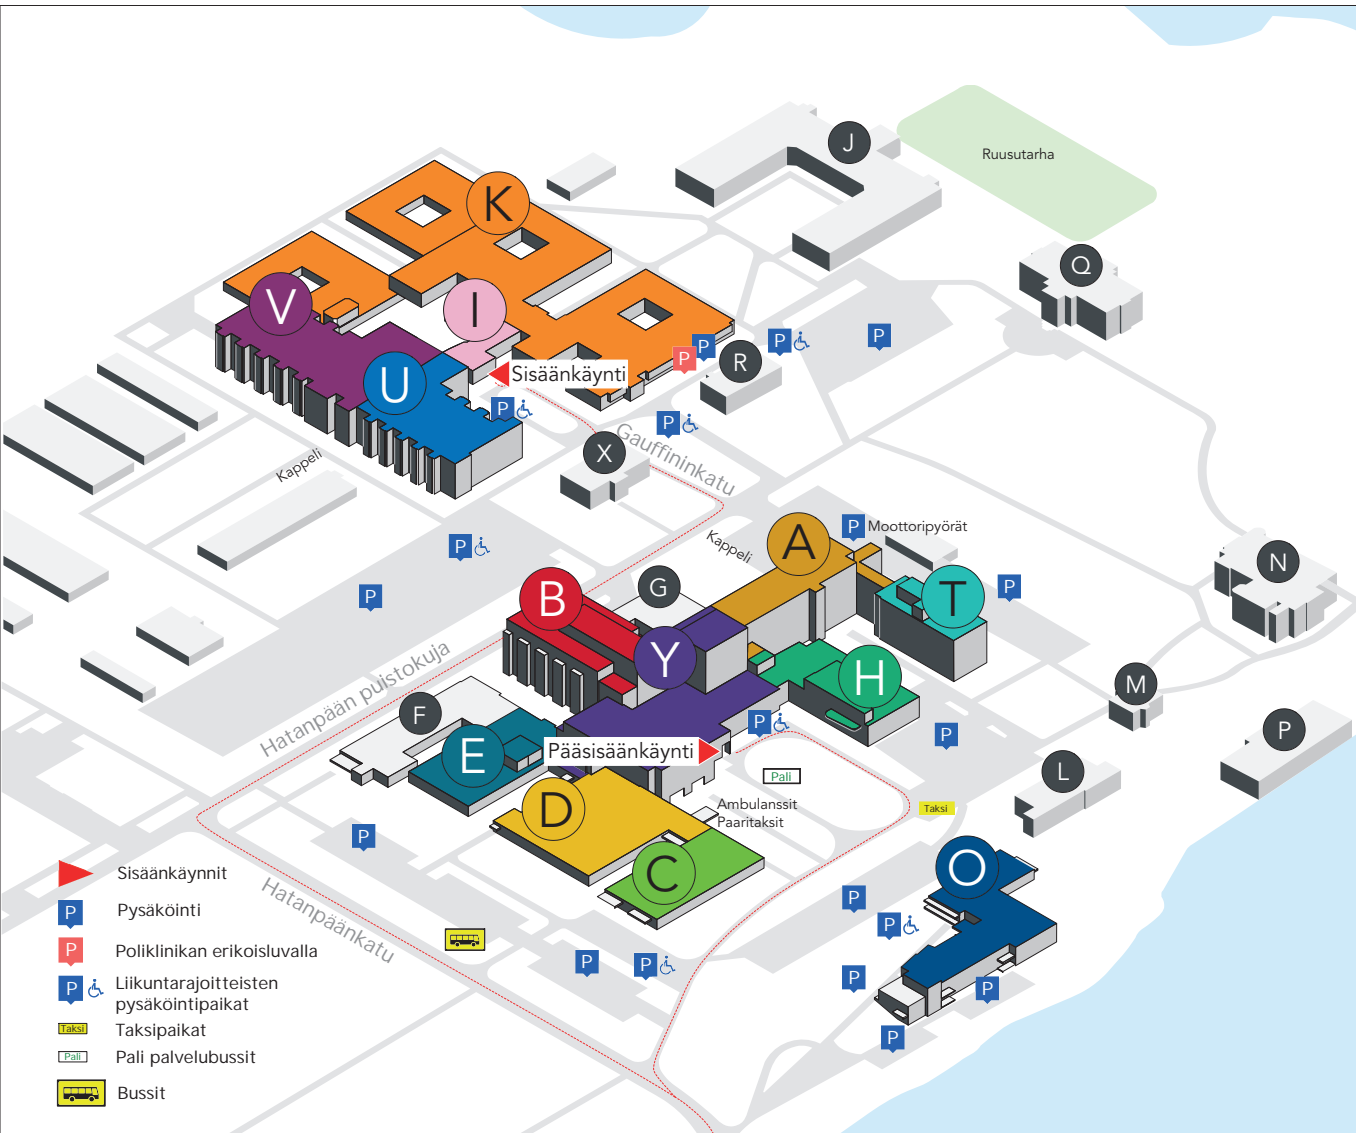 J
Ruusutarha
K
Q
V
I
P
P
P
P
R
Sisäänkäynti
U
P
P
Gauffininkatu
X
Kappeli
P
Moottoripyörät
A
Kappeli
P
P
G
B
T
P
N
Y
H
Hatanpään puistokuja
M
F
P
P
P
Pääsisäänkäynti
E
L
Pali
D
Ambulanssit
Paaritaksit
Taksi
P
C
O
Sisäänkäynnit
P
Pysäköinti
P
P
Hatanpäänkatu
P
Poliklinikan erikoisluvalla
P
P
P
P
P
Liikuntarajoitteisten
pysäköintipaikat
Taksi
Taksipaikat
P
Pali
Pali palvelubussit
Bussit